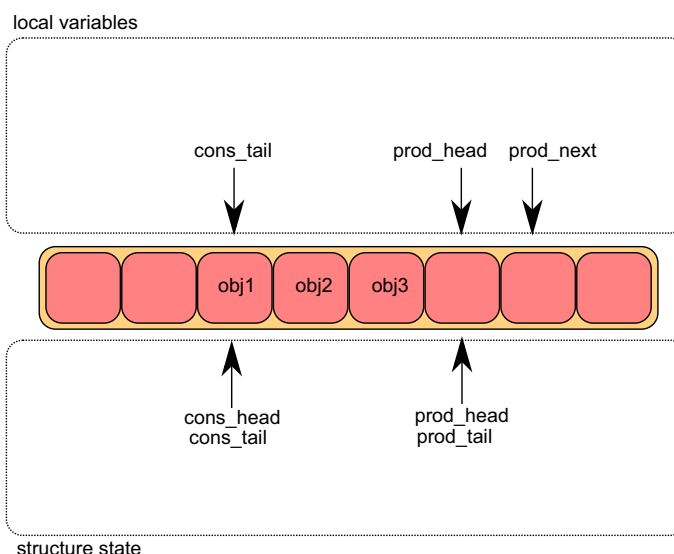 local variables
cons_tail prod_head prod_next
obj1 obj2 obj3
cons_head prod_head
cons_tail prod_tail
structure state